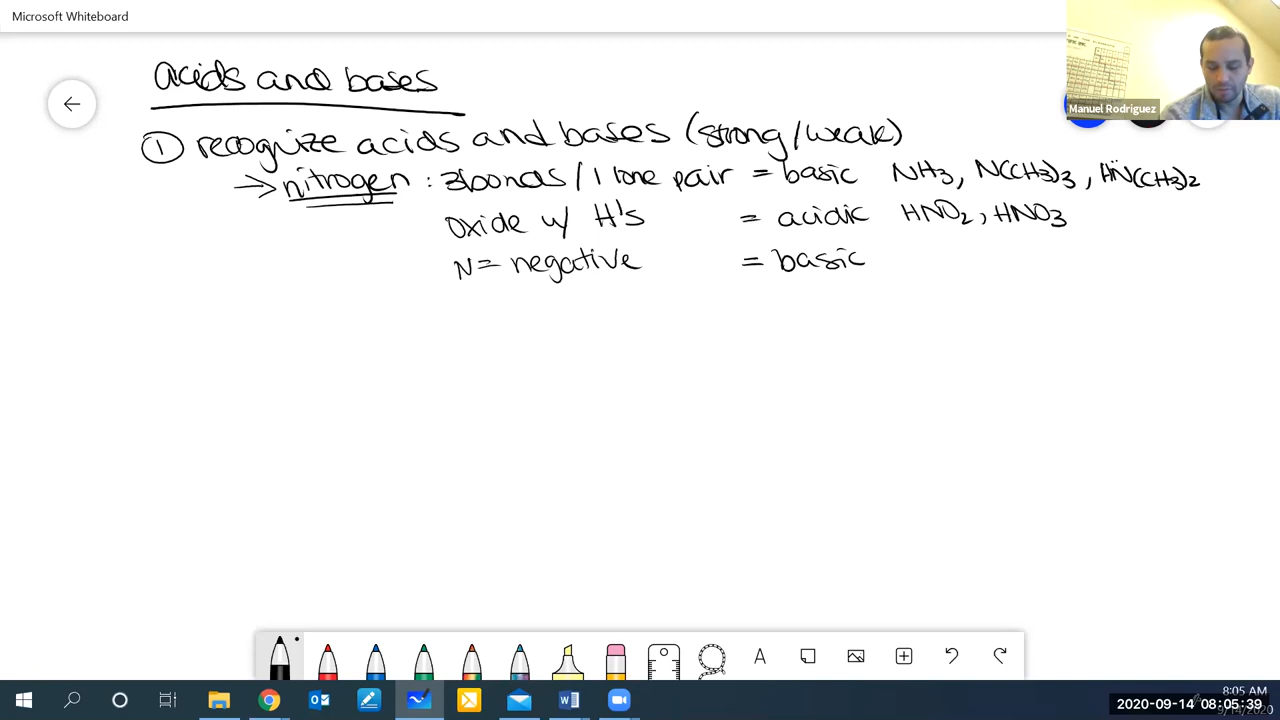 Microsoft Whiteboard
acids and bases
Manuel Rodriguez
① recognize acids and bases (strong/weak)
→ nitrogen : 3bonds / 1 lone pair = basic NH3, N(CH3)3, HN̈(CH3)2
Oxide w/ H's = acidic HNO2, HNO3
N= negative = basic
A
8:05 AM
2020-09-14 08:05:39